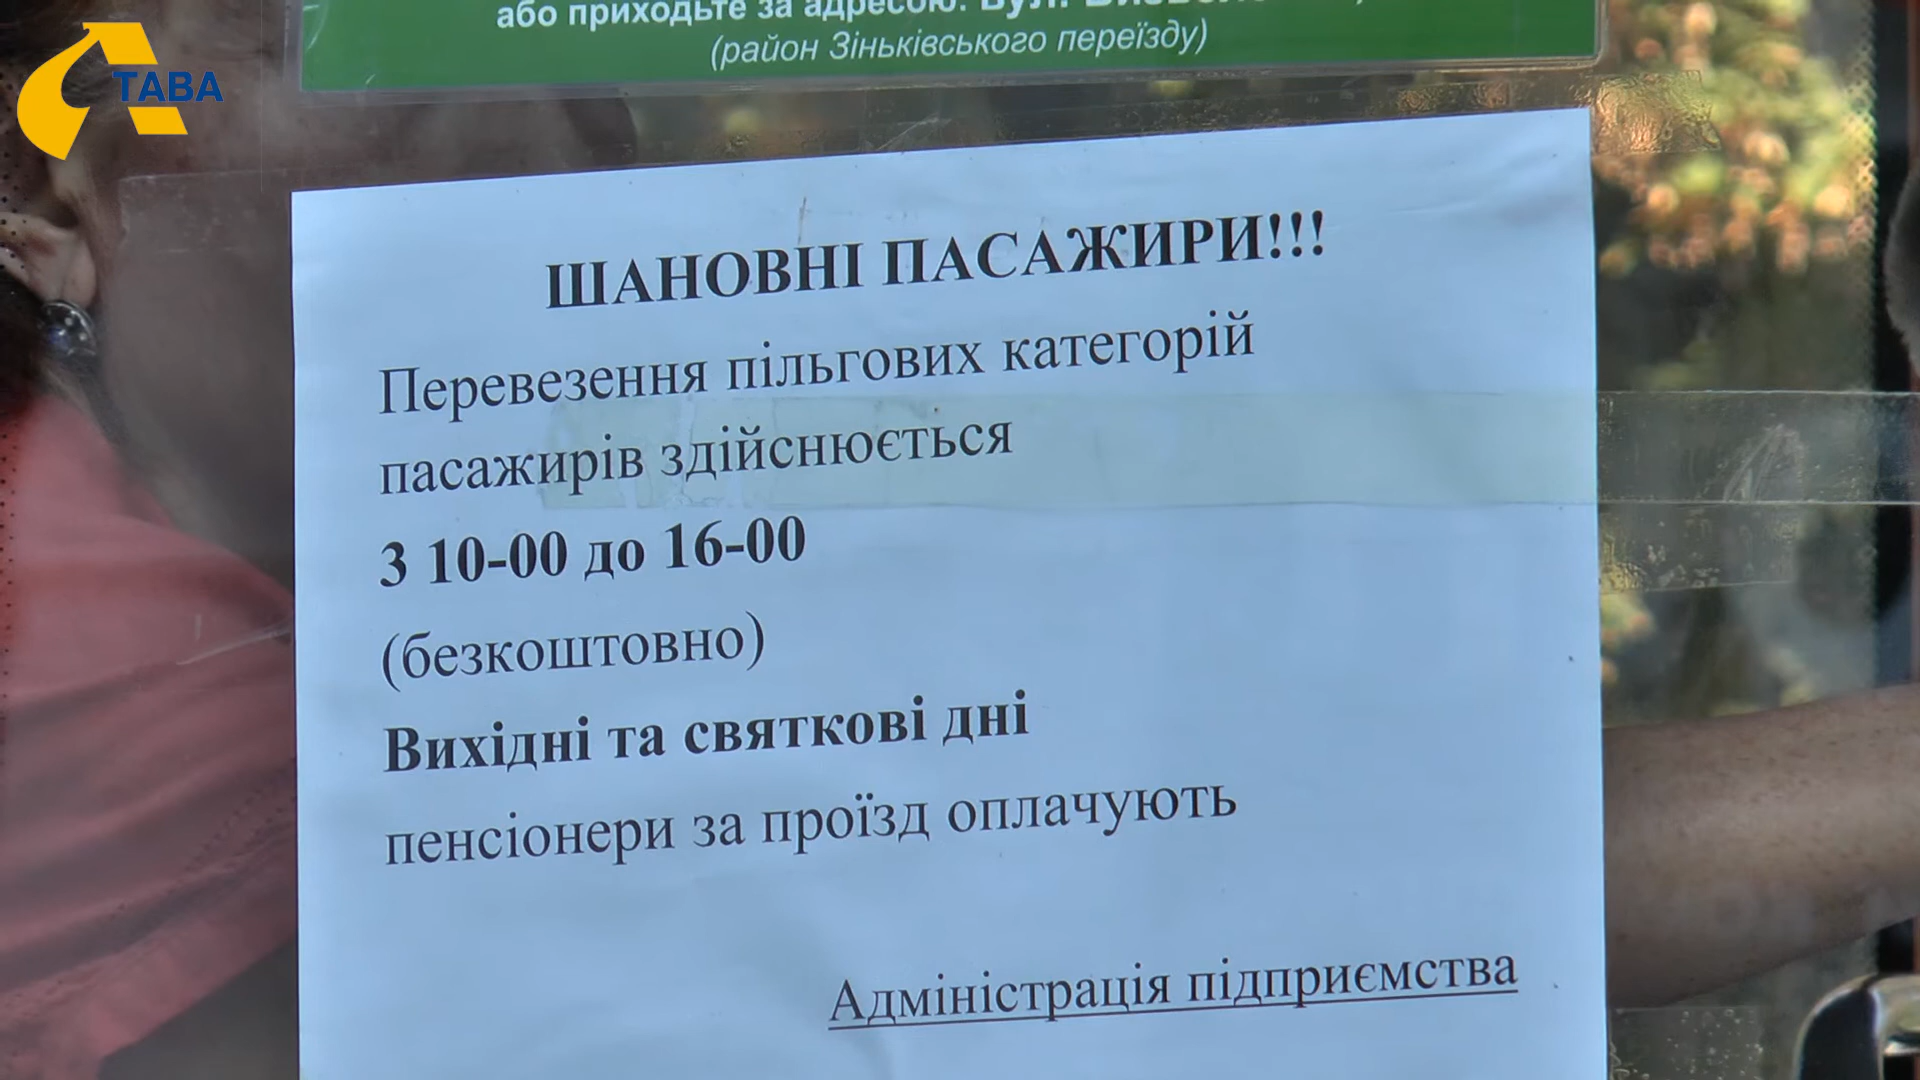 або приходьте за адресою: вул.
(район Зіньківського переїзду)
ТАВА
ШАНОВНІ ПАСАЖИРИ!!!
Перевезення пільгових категорій
пасажирів здійснюється
З 10-00 до 16-00
(безкоштовно)
Вихідні та святкові дні
пенсіонери за проїзд оплачують
Адміністрація підприємства